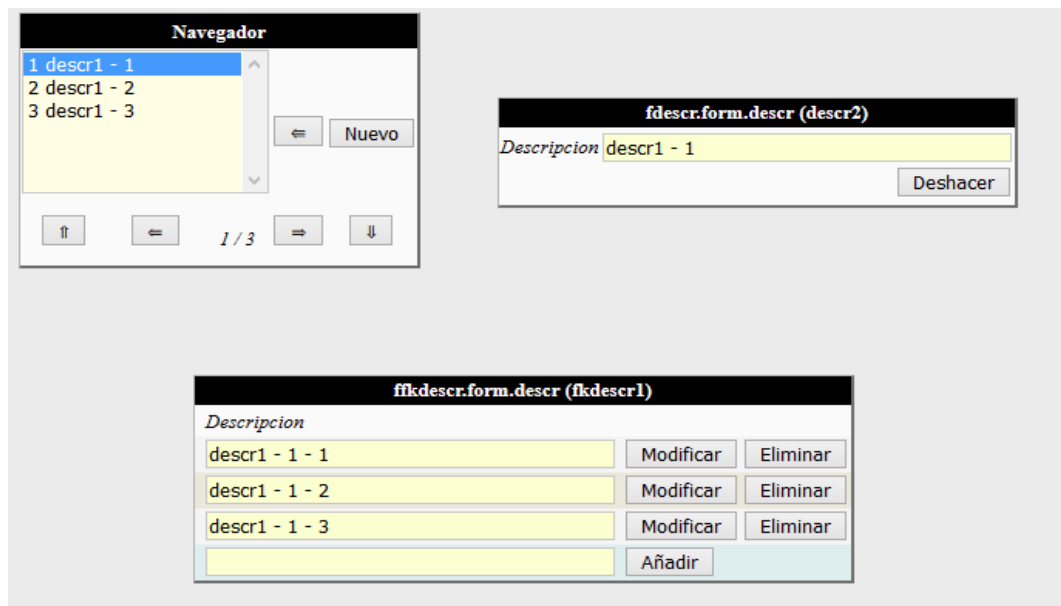 Navegador
1 descr1 - 1
2 descr1 - 2
3 descr1 - 3
⇐ Nuevo
⇑ ⇐ 1 / 3 ⇒ ⇓
fdescr.form.descr (descr2)
Descripcion descr1 - 1
Deshacer
ffkdescr.form.descr (fkdescr1)
Descripcion
descr1 - 1 - 1 Modificar Eliminar
descr1 - 1 - 2 Modificar Eliminar
descr1 - 1 - 3 Modificar Eliminar
Añadir